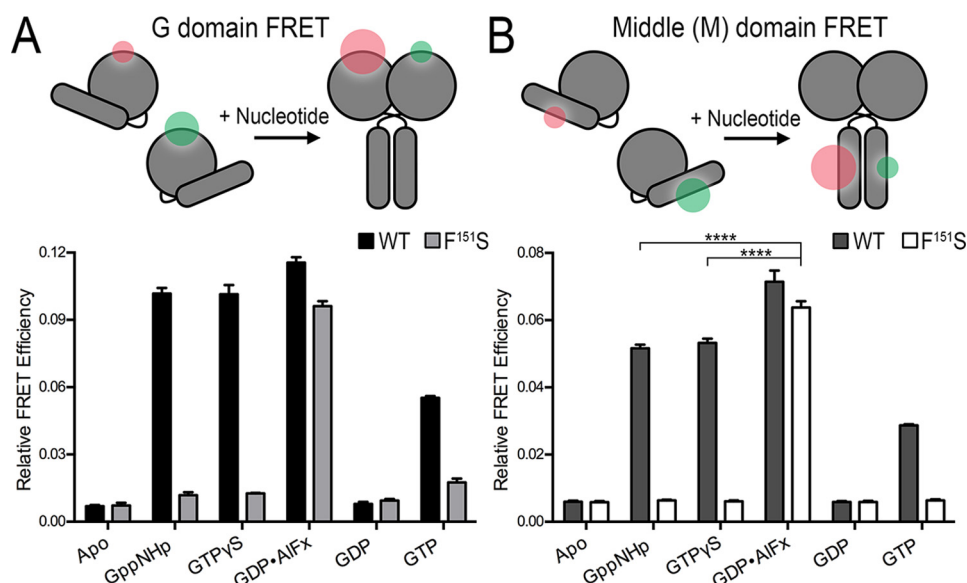 A G domain FRET
+ Nucleotide
WT F¹⁵¹S
Relative FRET Efficiency
0.12
0.09
0.06
0.03
0.00
Apo
GppNHp
GTPγS
GDP•AlFx
GDP
GTP
B Middle (M) domain FRET
+ Nucleotide
WT F¹⁵¹S
****
****
Relative FRET Efficiency
0.08
0.06
0.04
0.02
0.00
Apo
GppNHp
GTPγS
GDP•AlFx
GDP
GTP